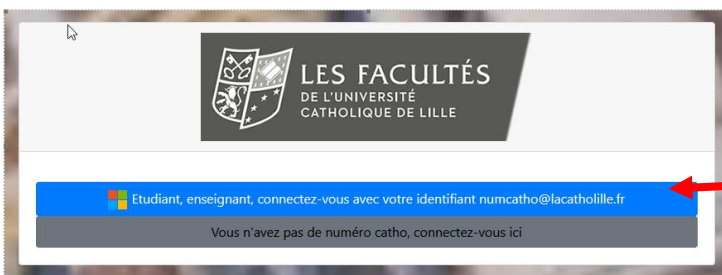 LES FACULTÉS
DE L'UNIVERSITÉ
CATHOLIQUE DE LILLE
Etudiant, enseignant, connectez-vous avec votre identifiant numcatho@lacatholille.fr
Vous n'avez pas de numéro catho, connectez-vous ici